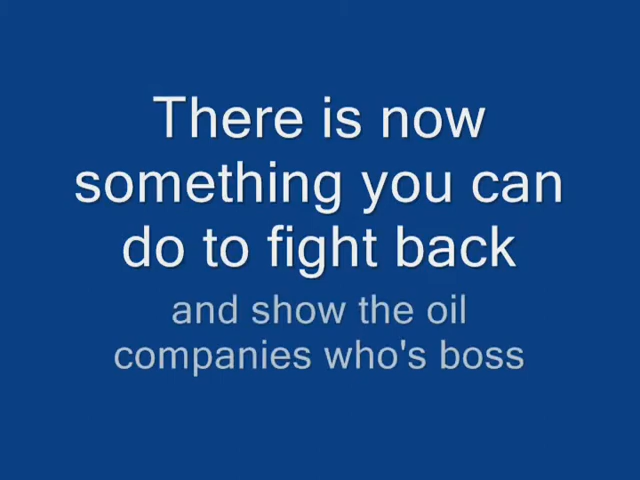 There is now
something you can
do to fight back
and show the oil
companies who's boss